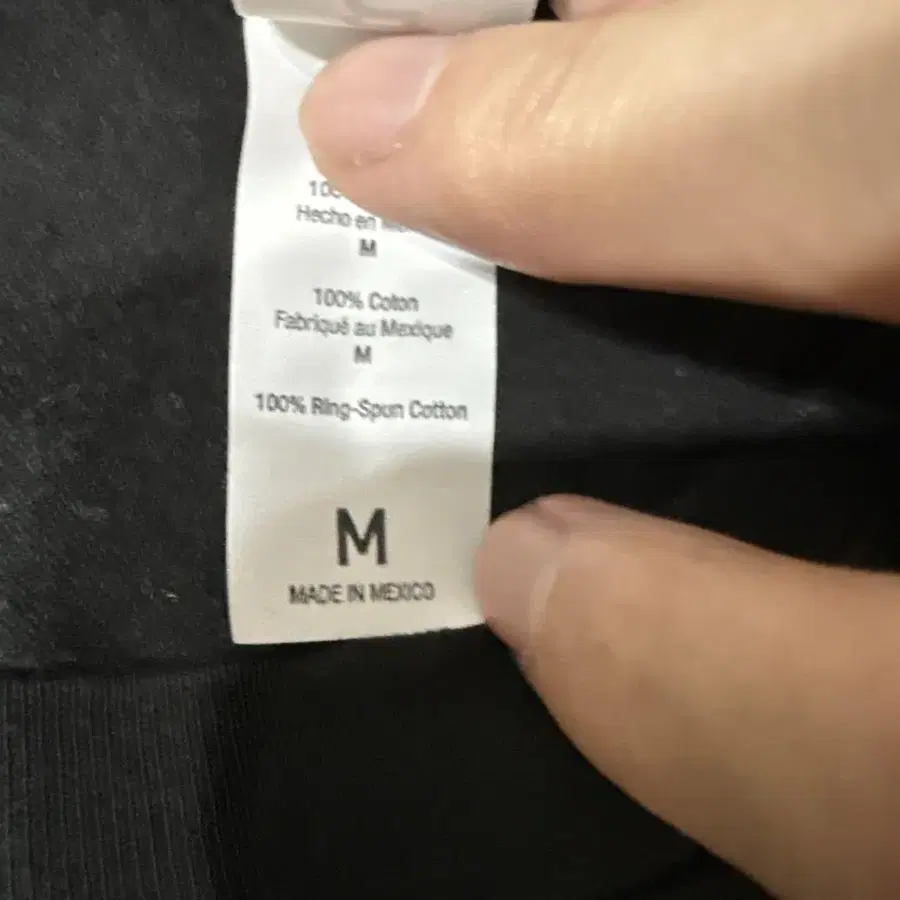 Hecho en
M
100% Coton
Fabriqué au Mexique
M
100% Ring-Spun Cotton
M
MADE IN MEXICO